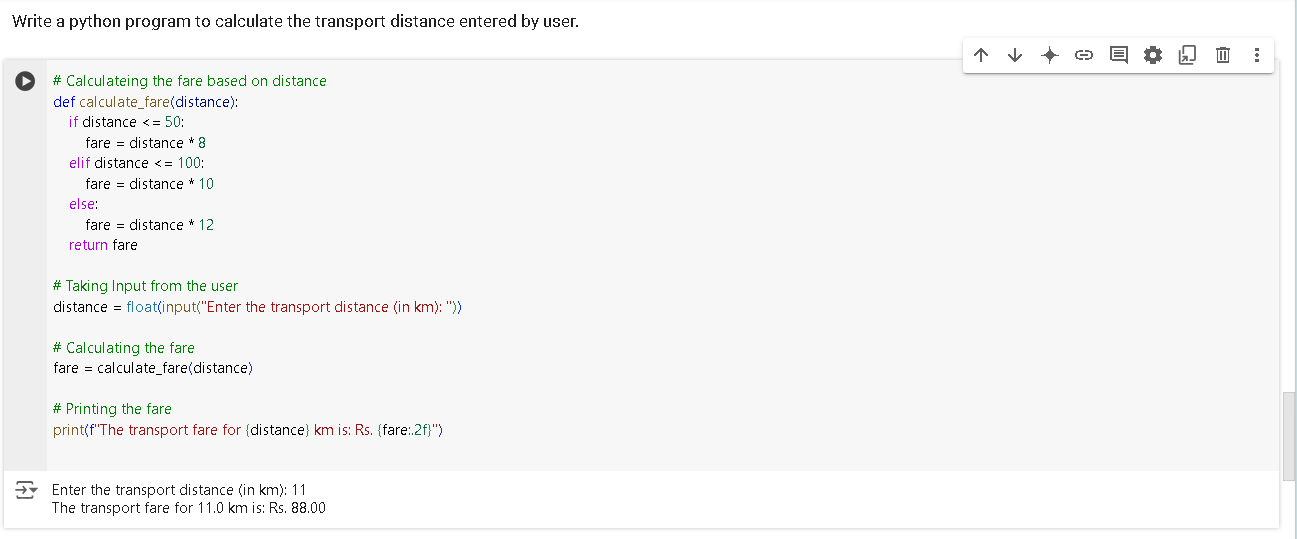 Write a python program to calculate the transport distance entered by user.
# Calculateing the fare based on distance
def calculate_fare(distance):
if distance <= 50:
fare = distance * 8
elif distance <= 100:
fare = distance * 10
else:
fare = distance * 12
return fare
# Taking Input from the user
distance = float(input("Enter the transport distance (in km): "))
# Calculating the fare
fare = calculate_fare(distance)
# Printing the fare
print(f"The transport fare for {distance} km is: Rs. {fare:.2f}")
Enter the transport distance (in km): 11
The transport fare for 11.0 km is: Rs. 88.00